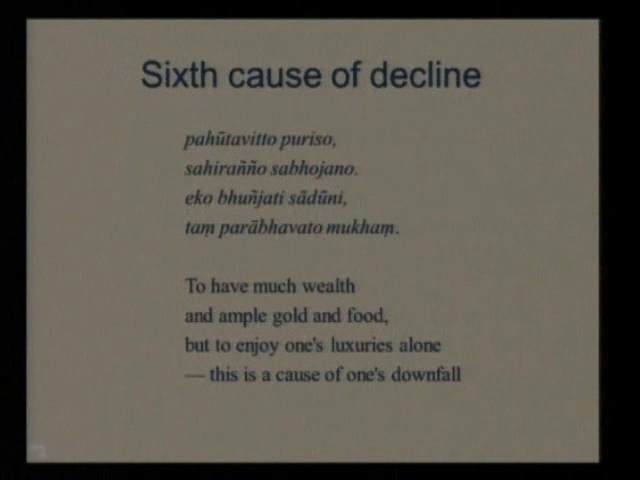 Sixth cause of decline
pahūtavitto puriso,
sahirañño sabhojano.
eko bhuñjati sādūni,
taṃ parābhavato mukhaṃ.
To have much wealth
and ample gold and food,
but to enjoy one's luxuries alone
— this is a cause of one's downfall